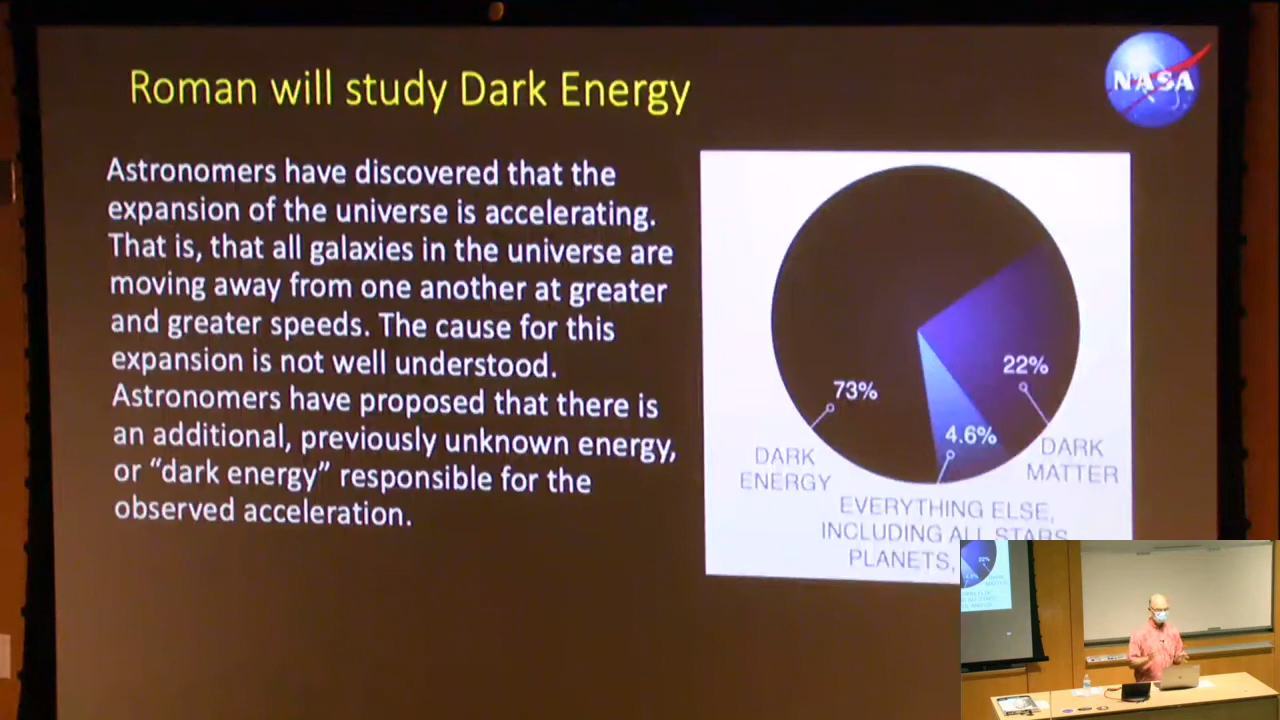 Roman will study Dark Energy
NASA
Astronomers have discovered that the
expansion of the universe is accelerating.
That is, that all galaxies in the universe are
moving away from one another at greater
and greater speeds. The cause for this
expansion is not well understood.
Astronomers have proposed that there is
an additional, previously unknown energy,
or “dark energy” responsible for the
observed acceleration.
73%
22%
4.6%
DARK
ENERGY
DARK
MATTER
EVERYTHING ELSE,
INCLUDING ALL STARS
PLANETS,
22%